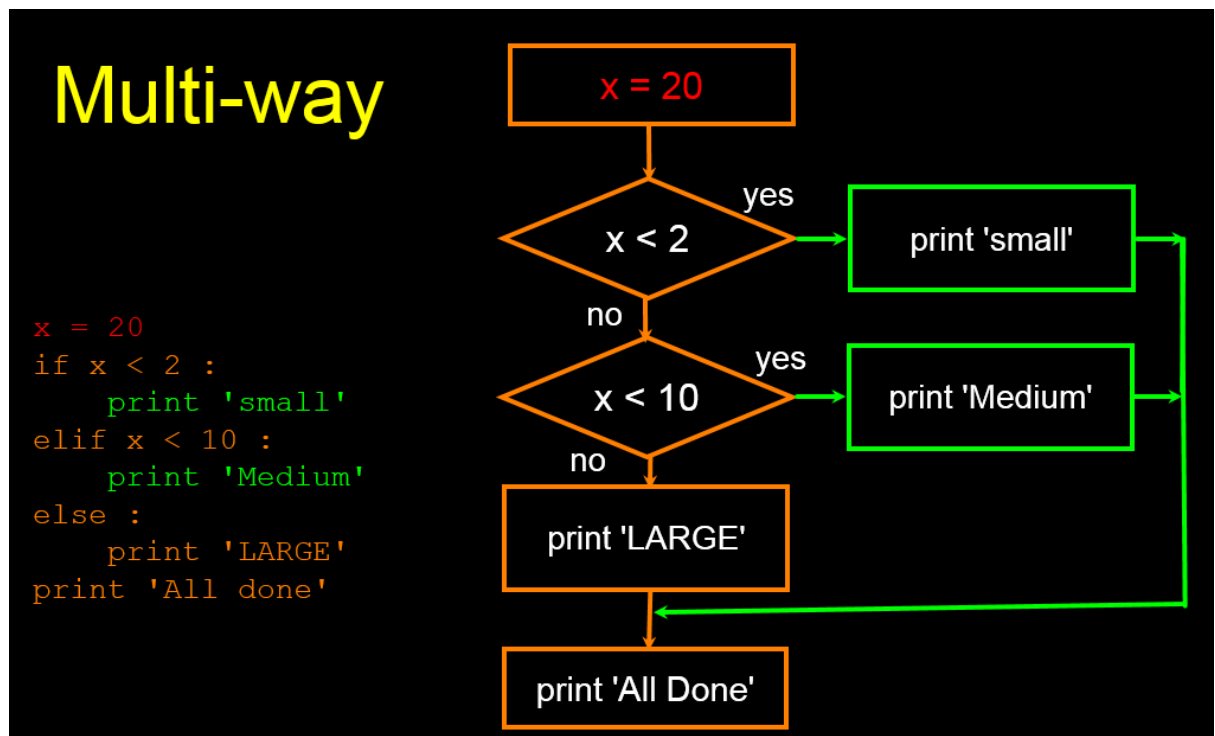 Multi-way
x = 20
if x < 2 :
    print 'small'
elif x < 10 :
    print 'Medium'
else :
    print 'LARGE'
print 'All done'
x = 20
x < 2
yes
print 'small'
no
x < 10
yes
print 'Medium'
no
print 'LARGE'
print 'All Done'